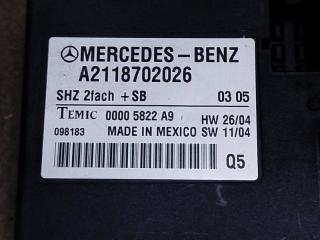 MERCEDES-BENZ
A2118702026
SHZ 2fach +SB 03 05
TEMIC 0000 5822 A9 HW 26/04
098183 MADE IN MEXICO SW 11/04
Q5